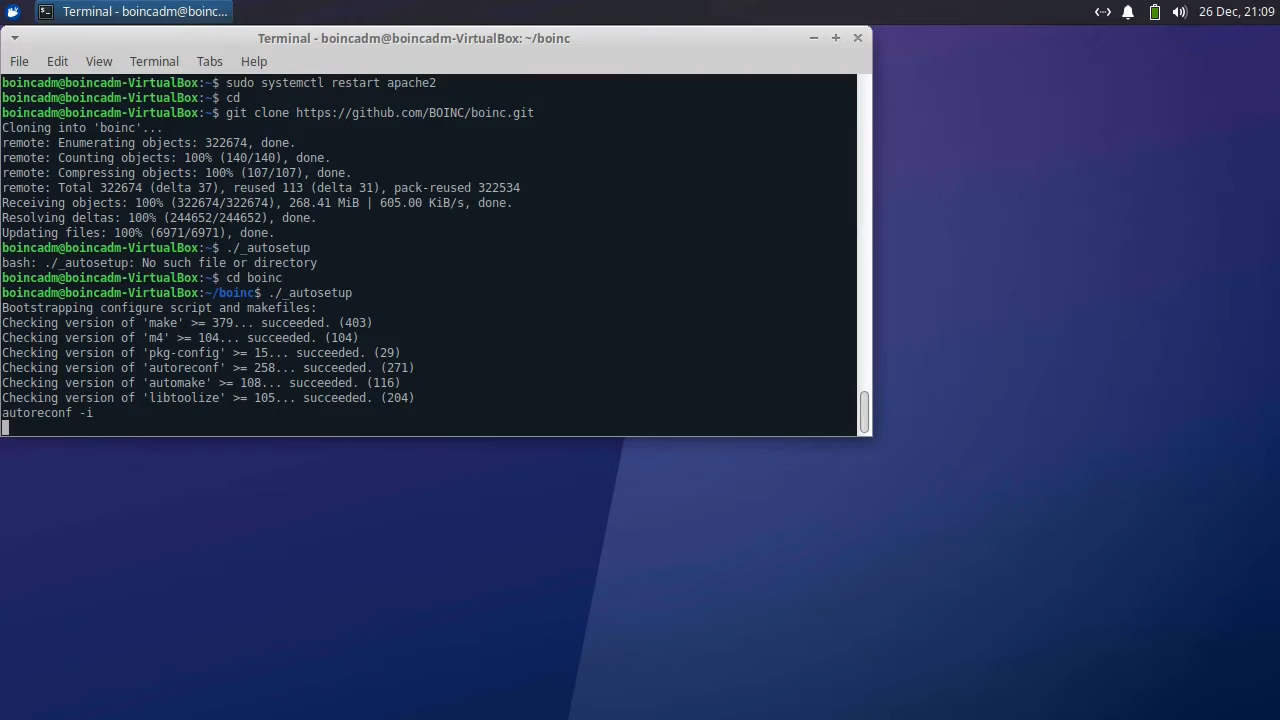 Terminal - boincadm@boinc...
26 Dec, 21:09
Terminal - boincadm@boincadm-VirtualBox: ~/boinc
File Edit View Terminal Tabs Help
boincadm@boincadm-VirtualBox:~$ sudo systemctl restart apache2
boincadm@boincadm-VirtualBox:~$ cd
boincadm@boincadm-VirtualBox:~$ git clone https://github.com/BOINC/boinc.git
Cloning into 'boinc'...
remote: Enumerating objects: 322674, done.
remote: Counting objects: 100% (140/140), done.
remote: Compressing objects: 100% (107/107), done.
remote: Total 322674 (delta 37), reused 113 (delta 31), pack-reused 322534
Receiving objects: 100% (322674/322674), 268.41 MiB | 605.00 KiB/s, done.
Resolving deltas: 100% (244652/244652), done.
Updating files: 100% (6971/6971), done.
boincadm@boincadm-VirtualBox:~$ ./_autosetup
bash: ./_autosetup: No such file or directory
boincadm@boincadm-VirtualBox:~$ cd boinc
boincadm@boincadm-VirtualBox:~/boinc$ ./_autosetup
Bootstrapping configure script and makefiles:
Checking version of 'make' >= 379... succeeded. (403)
Checking version of 'm4' >= 104... succeeded. (104)
Checking version of 'pkg-config' >= 15... succeeded. (29)
Checking version of 'autoreconf' >= 258... succeeded. (271)
Checking version of 'automake' >= 108... succeeded. (116)
Checking version of 'libtoolize' >= 105... succeeded. (204)
autoreconf -i